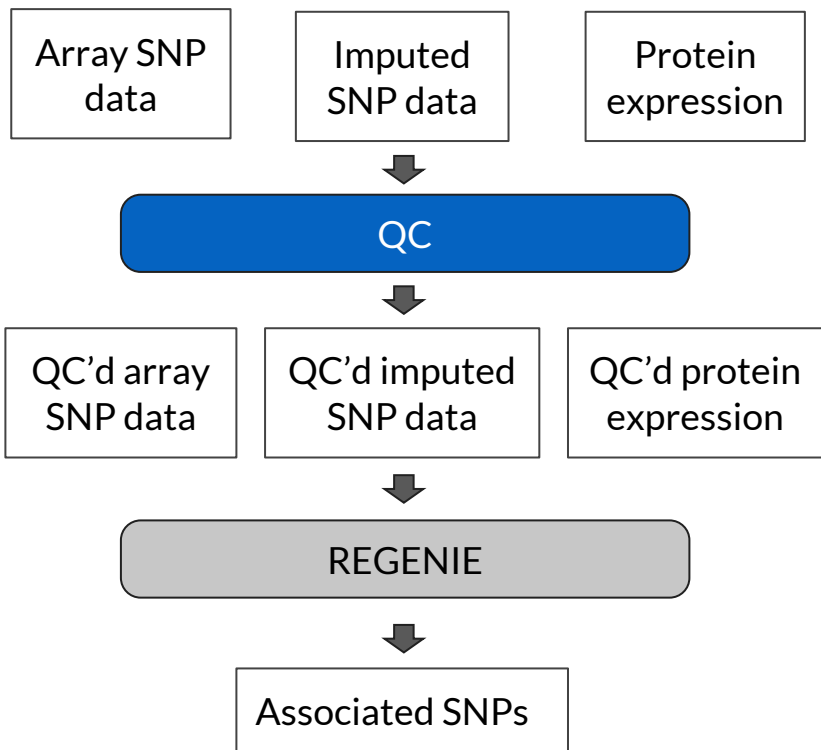 Array SNP
data
Imputed
SNP data
Protein
expression
QC
QC’d array
SNP data
QC’d imputed
SNP data
QC’d protein
expression
REGENIE
Associated SNPs